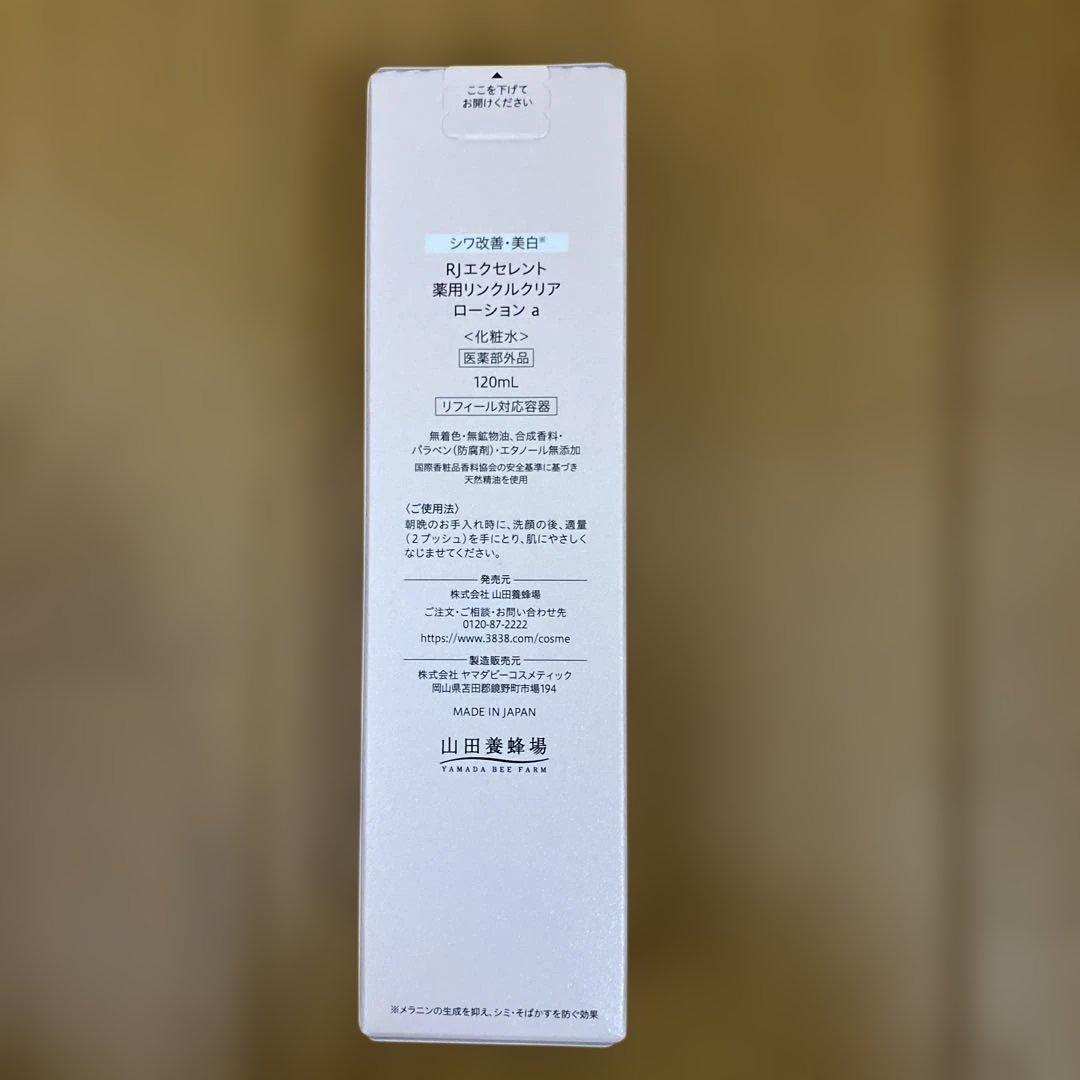 ▲
ここを下げて
お開けください
シワ改善・美白※
RJエクセレント
薬用リンクルクリア
ローション a
<化粧水>
医薬部外品
120mL
リフィール対応容器
無着色・無鉱物油、合成香料・
パラベン(防腐剤)・エタノール無添加
国際香粧品香料協会の安全基準に基づき
天然精油を使用
〈ご使用法〉
朝晩のお手入れ時に、洗顔の後、適量
(2プッシュ)を手にとり、肌にやさしく
なじませてください。
発売元
株式会社 山田養蜂場
ご注文・ご相談・お問い合わせ先
0120-87-2222
https://www.3838.com/cosme
製造販売元
株式会社 ヤマダビーコスメティック
岡山県苫田郡鏡野町市場194
MADE IN JAPAN
山田養蜂場
YAMADA BEE FARM
※メラニンの生成を抑え、シミ・そばかすを防ぐ効果